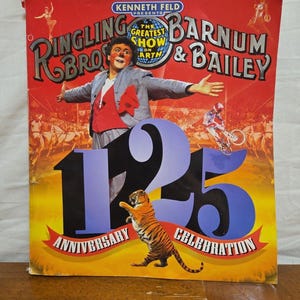 KENNETH FELD
PRESENTS
RINGLING BARNUM
BROS & BAILEY
THE
GREATEST
SHOW
ON
EARTH
125
ANNIVERSARY CELEBRATION